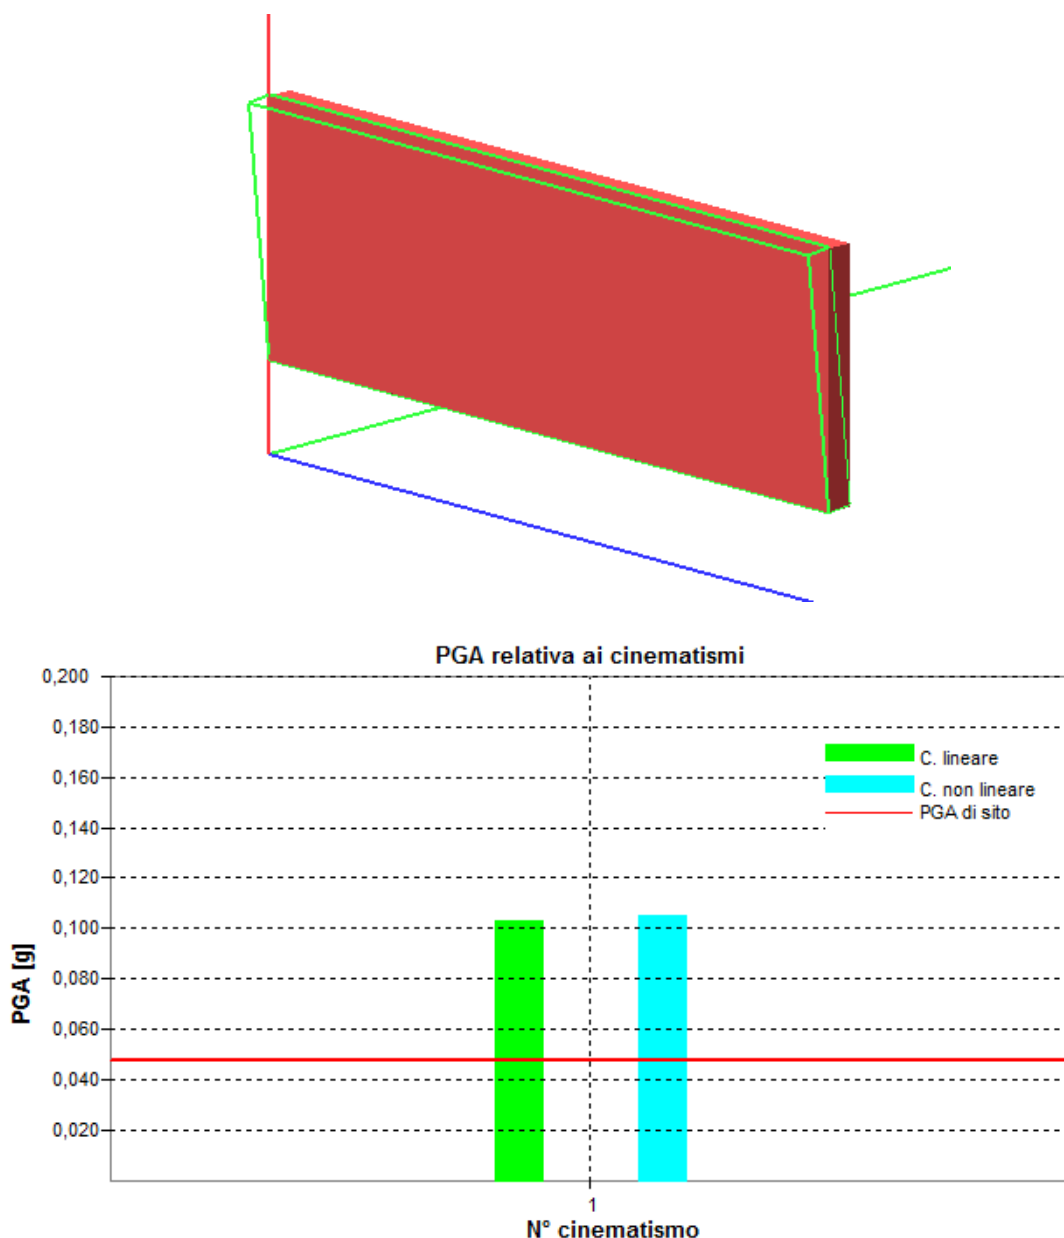 PGA relativa ai cinematismi
0,200
0,180
0,160
0,140
0,120
0,100
0,080
0,060
0,040
0,020
PGA [g]
C. lineare
C. non lineare
PGA di sito
1
N° cinematismo